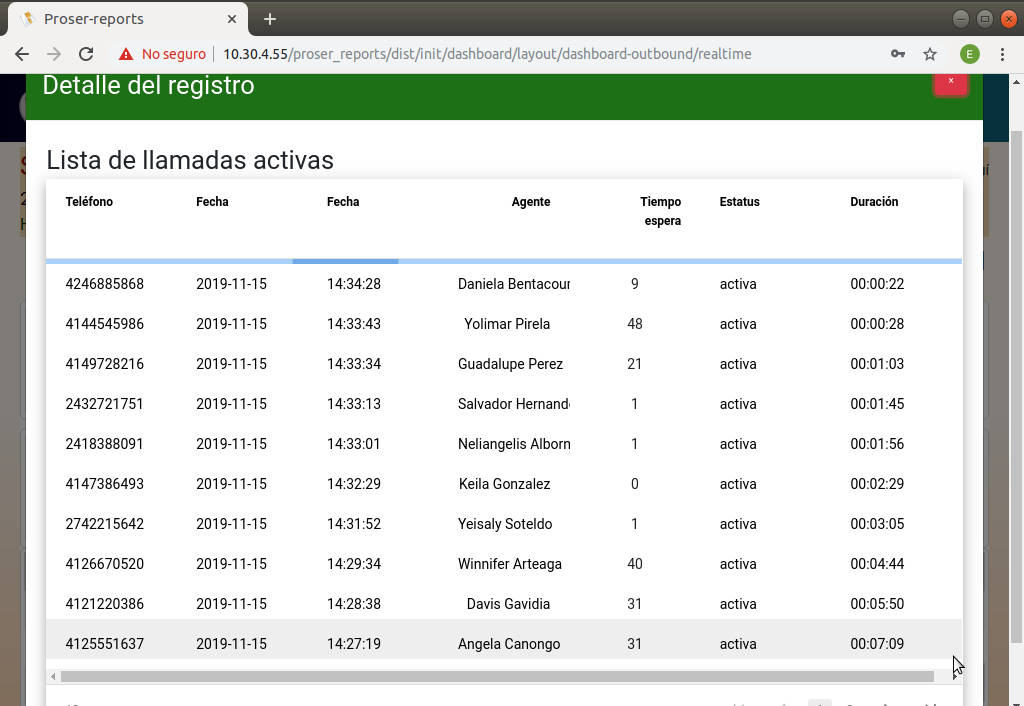 Proser-reports
No seguro
10.30.4.55/proser_reports/dist/init/dashboard/layout/dashboard-outbound/realtime
E
Detalle del registro
×
Lista de llamadas activas
Teléfono Fecha Fecha Agente Tiempo espera Estatus Duración
4246885868 2019-11-15 14:34:28 Daniela Bentacour 9 activa 00:00:22
4144545986 2019-11-15 14:33:43 Yolimar Pirela 48 activa 00:00:28
4149728216 2019-11-15 14:33:34 Guadalupe Perez 21 activa 00:01:03
2432721751 2019-11-15 14:33:13 Salvador Hernand 1 activa 00:01:45
2418388091 2019-11-15 14:33:01 Neliangelis Alborn 1 activa 00:01:56
4147386493 2019-11-15 14:32:29 Keila Gonzalez 0 activa 00:02:29
2742215642 2019-11-15 14:31:52 Yeisaly Soteldo 1 activa 00:03:05
4126670520 2019-11-15 14:29:34 Winnifer Arteaga 40 activa 00:04:44
4121220386 2019-11-15 14:28:38 Davis Gavidia 31 activa 00:05:50
4125551637 2019-11-15 14:27:19 Angela Canongo 31 activa 00:07:09